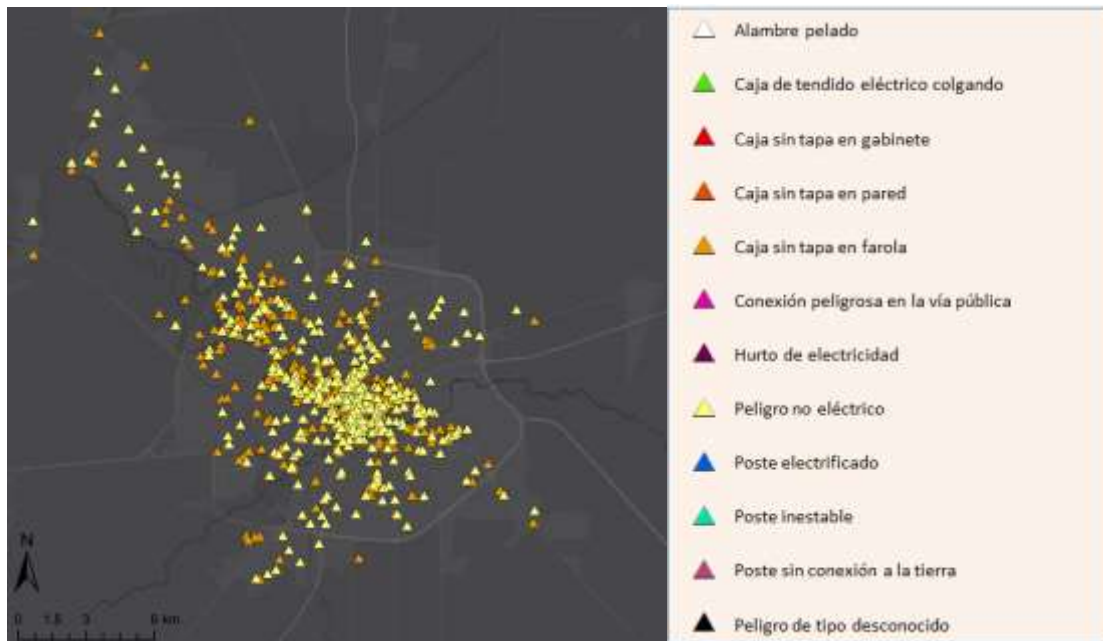 Alambre pelado
Caja de tendido eléctrico colgando
Caja sin tapa en gabinete
Caja sin tapa en pared
Caja sin tapa en farola
Conexión peligrosa en la vía pública
Hurto de electricidad
Peligro no eléctrico
Poste electrificado
Poste inestable
Poste sin conexión a la tierra
Peligro de tipo desconocido
N
0 1,5 3 6 km